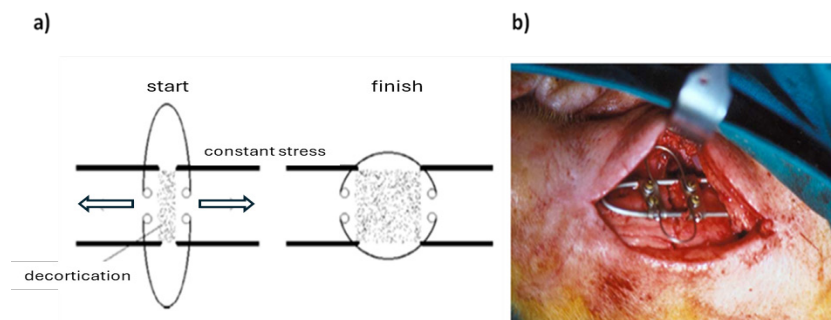 a)
b)
start
finish
constant stress
decortication